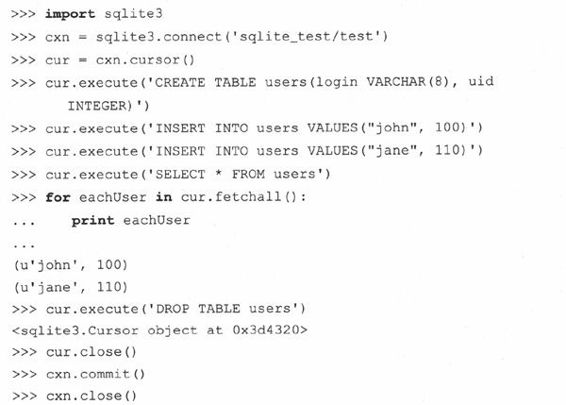 >>> import sqlite3
>>> cxn = sqlite3.connect('sqlite_test/test')
>>> cur = cxn.cursor()
>>> cur.execute('CREATE TABLE users(login VARCHAR(8), uid
INTEGER)')
>>> cur.execute('INSERT INTO users VALUES("john", 100)')
>>> cur.execute('INSERT INTO users VALUES("jane", 110)')
>>> cur.execute('SELECT * FROM users')
>>> for eachUser in cur.fetchall():
... print eachUser
...
(u'john', 100)
(u'jane', 110)
>>> cur.execute('DROP TABLE users')
<sqlite3.Cursor object at 0x3d4320>
>>> cur.close()
>>> cxn.commit()
>>> cxn.close()